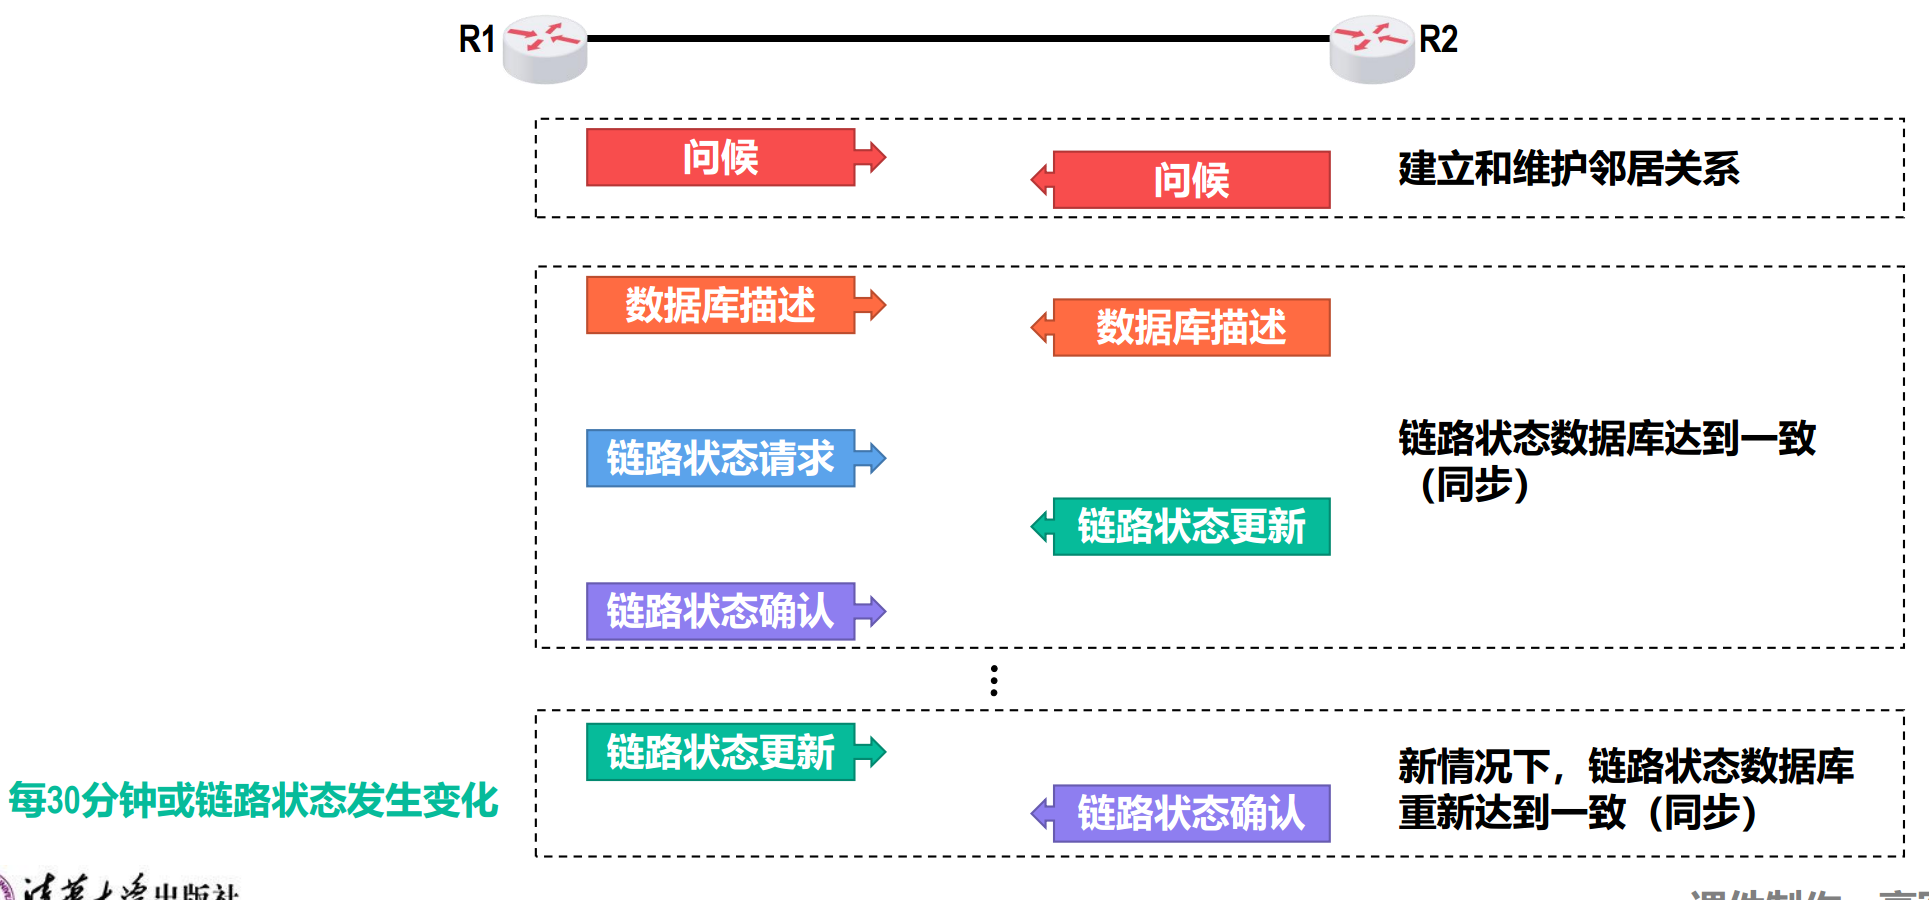 R1
R2
问候
问候
建立和维护邻居关系
数据库描述
数据库描述
链路状态请求
链路状态数据库达到一致
（同步）
链路状态更新
链路状态确认
链路状态更新
新情况下，链路状态数据库
重新达到一致（同步）
每30分钟或链路状态发生变化
链路状态确认
清华大学出版社
课件制作